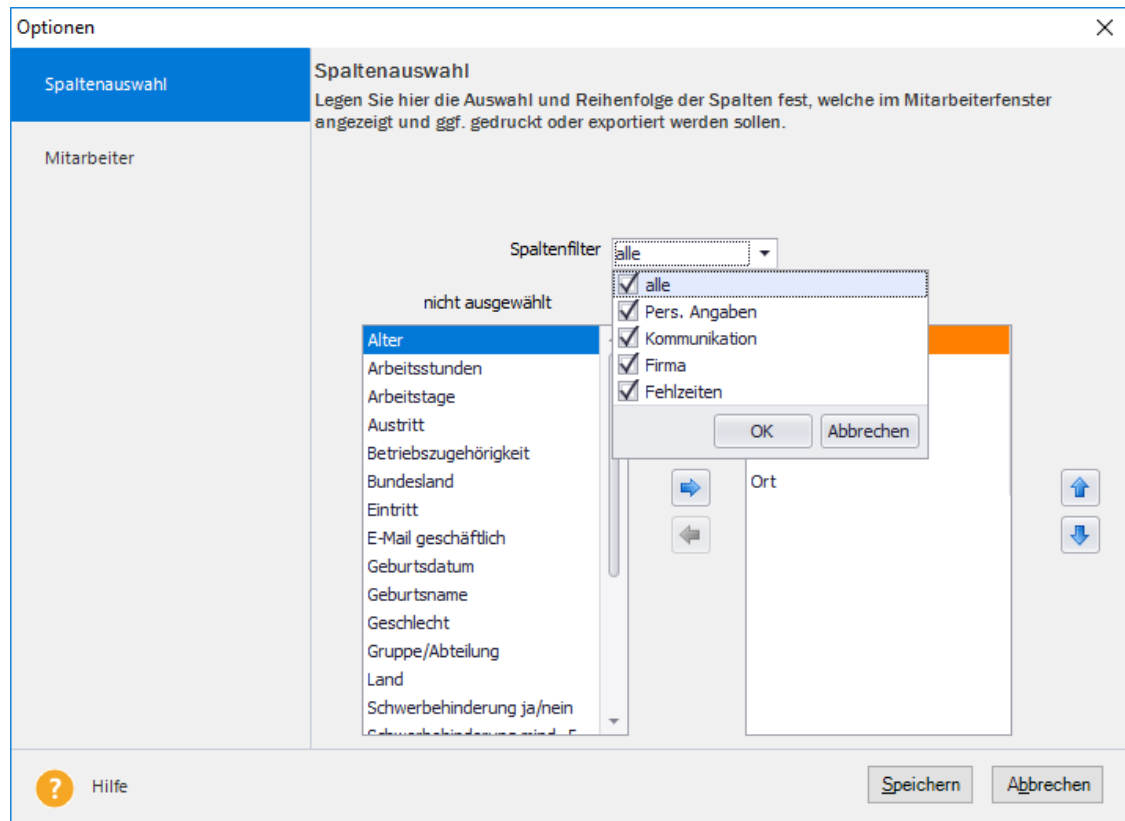 Optionen
Spaltenauswahl
Mitarbeiter
Spaltenauswahl
Legen Sie hier die Auswahl und Reihenfolge der Spalten fest, welche im Mitarbeiterfenster
angezeigt und ggf. gedruckt oder exportiert werden sollen.
Spaltenfilter
alle
alle
Pers. Angaben
Kommunikation
Firma
Fehlzeiten
OK
Abbrechen
nicht ausgewählt
Alter
Arbeitsstunden
Arbeitstage
Austritt
Betriebszugehörigkeit
Bundesland
Eintritt
E-Mail geschäftlich
Geburtsdatum
Geburtsname
Geschlecht
Gruppe/Abteilung
Land
Schwerbehinderung ja/nein
Ort
? Hilfe
Speichern
Abbrechen